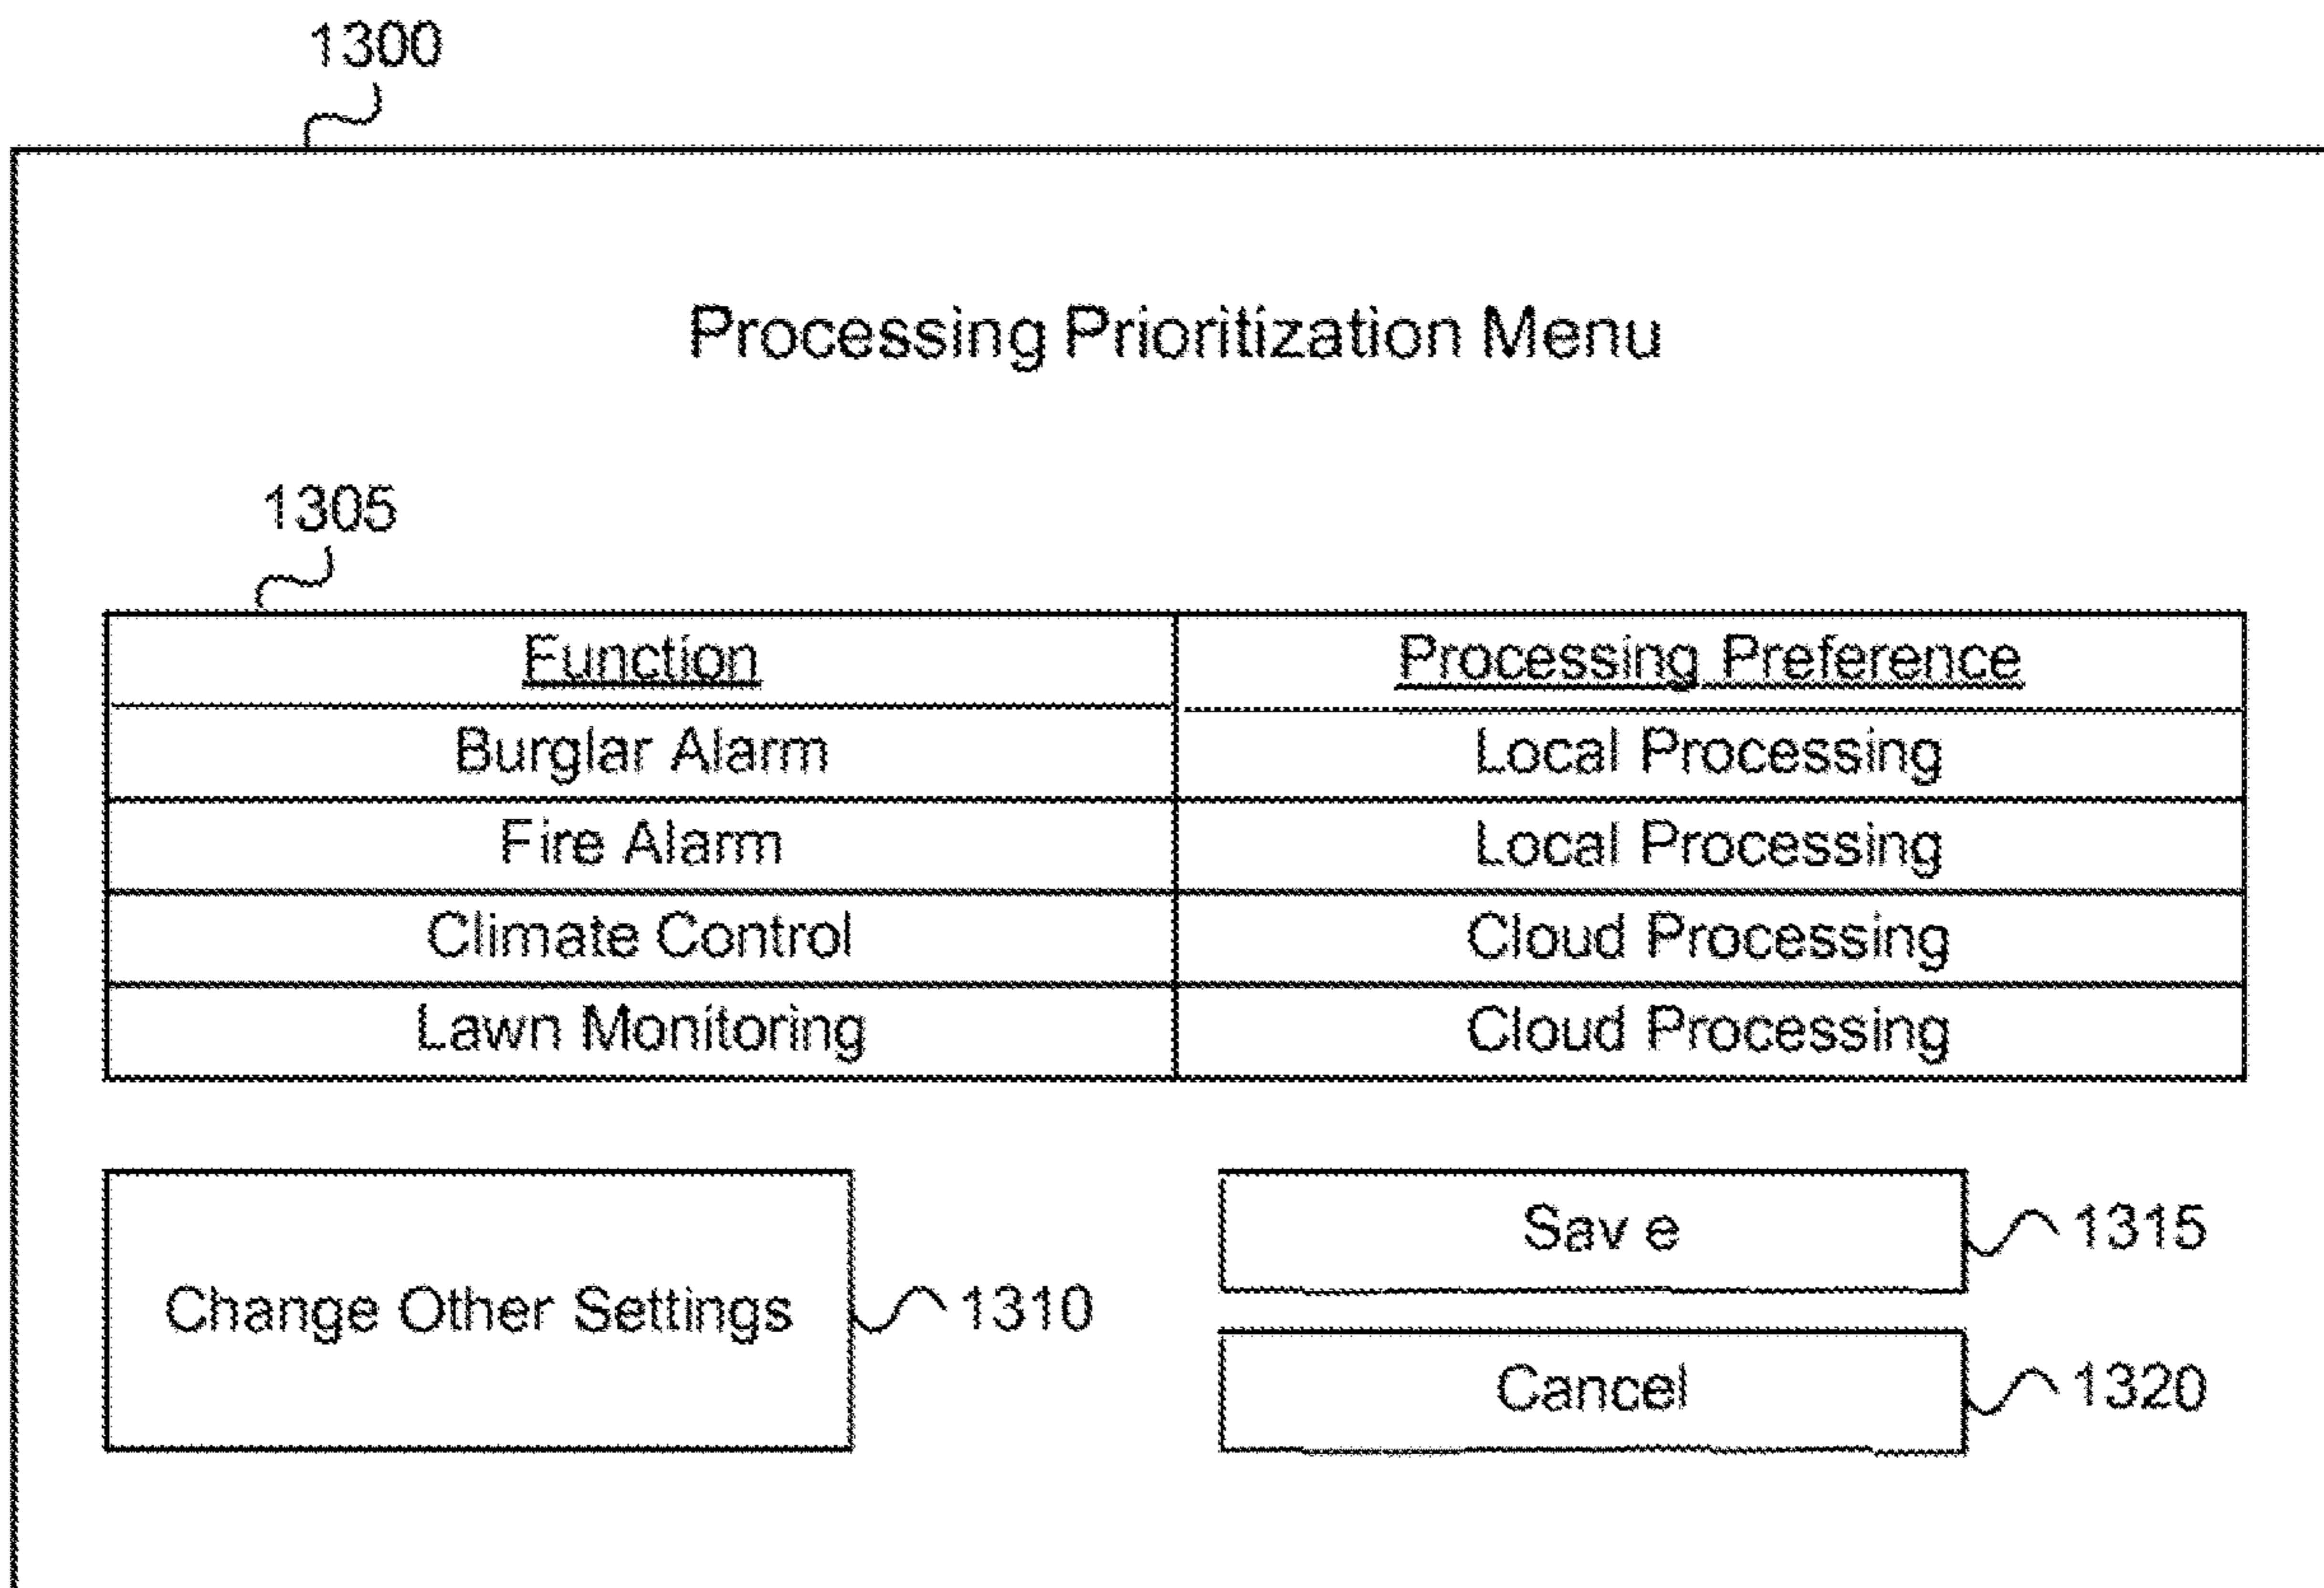 1300
Processing Prioritization Menu
1305
Function Processing Preference
Burglar Alarm Local Processing
Fire Alarm Local Processing
Climate Control Cloud Processing
Lawn Monitoring Cloud Processing
Save 1315
Change Other Settings 1310
Cancel 1320